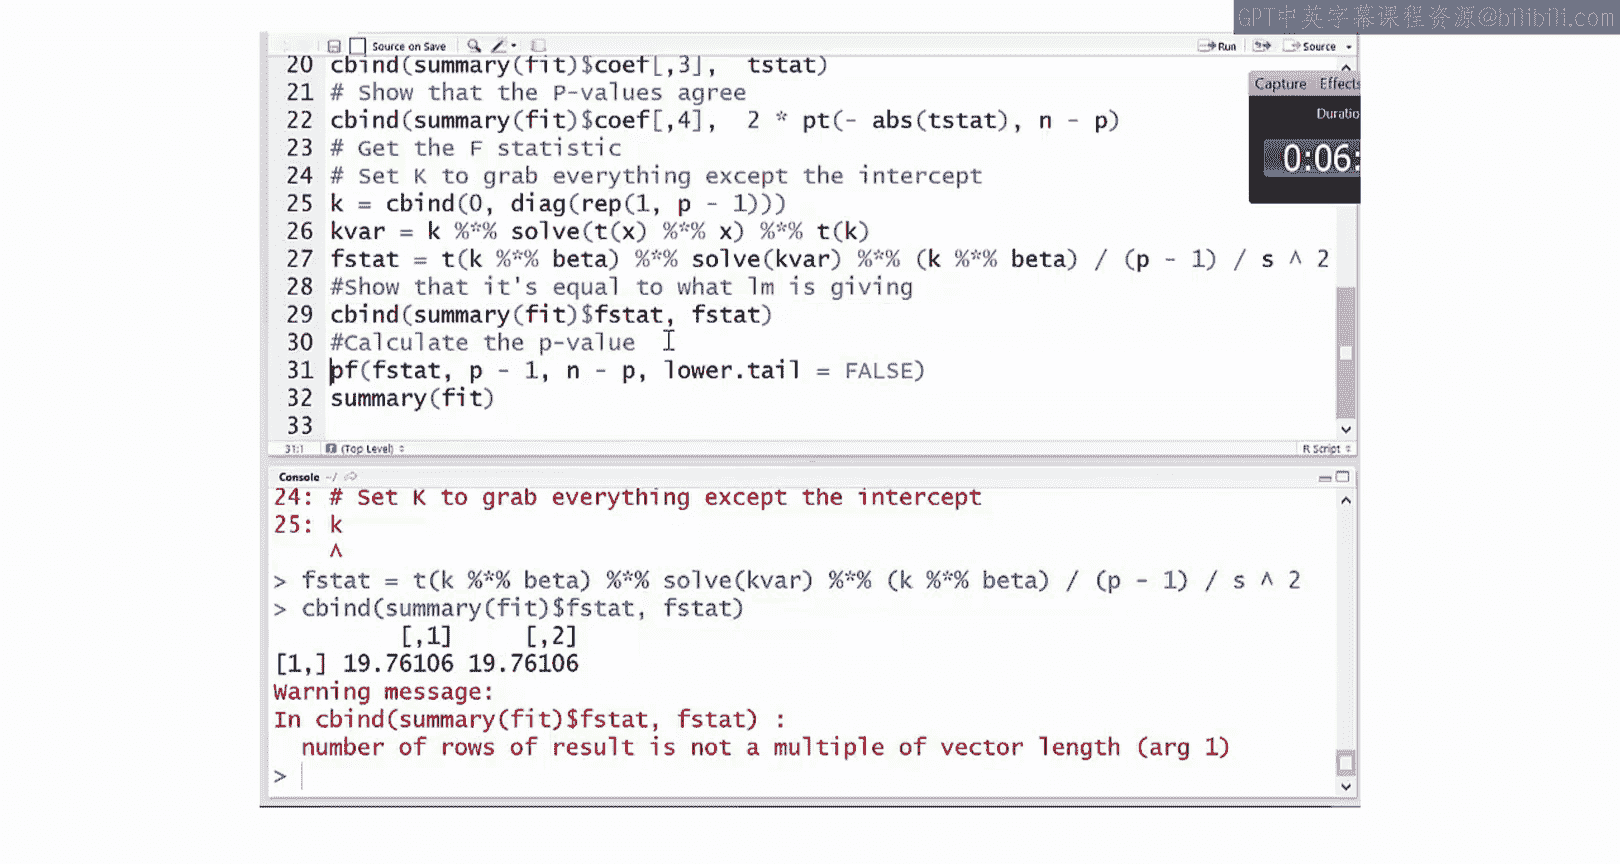 GPT中英字幕课程资源@bilibili.com
Source on Save
Run
Source
20 cbind(summary(fit)$coef[,3],  tstat)
21 # Show that the P-values agree
22 cbind(summary(fit)$coef[,4],  2 * pt(- abs(tstat), n - p)
23 # Get the F statistic
24 # Set K to grab everything except the intercept
25 k = cbind(0, diag(rep(1, p - 1)))
26 kvar = k %*% solve(t(x) %*% x) %*% t(k)
27 fstat = t(k %*% beta) %*% solve(kvar) %*% (k %*% beta) / (p - 1) / s ^ 2
28 #Show that it's equal to what lm is giving
29 cbind(summary(fit)$fstat, fstat)
30 #Calculate the p-value
31 pf(fstat, p - 1, n - p, lower.tail = FALSE)
32 summary(fit)
33
31:1 (Top Level) R Script
Capture Effects
Duratio
0:06:
Console ~/
24: # Set K to grab everything except the intercept
25: k
^
> fstat = t(k %*% beta) %*% solve(kvar) %*% (k %*% beta) / (p - 1) / s ^ 2
> cbind(summary(fit)$fstat, fstat)
[,1] [,2]
[1,] 19.76106 19.76106
Warning message:
In cbind(summary(fit)$fstat, fstat) :
number of rows of result is not a multiple of vector length (arg 1)
>